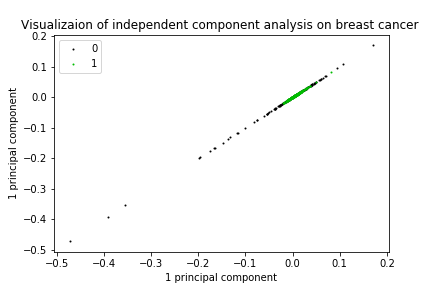 Visualizaion of independent component analysis on breast cancer
0.2
0
1
0.1
0.0
−0.1
−0.2
−0.3
−0.4
−0.5
1 principal component
−0.5 −0.4 −0.3 −0.2 −0.1 0.0 0.1 0.2
1 principal component